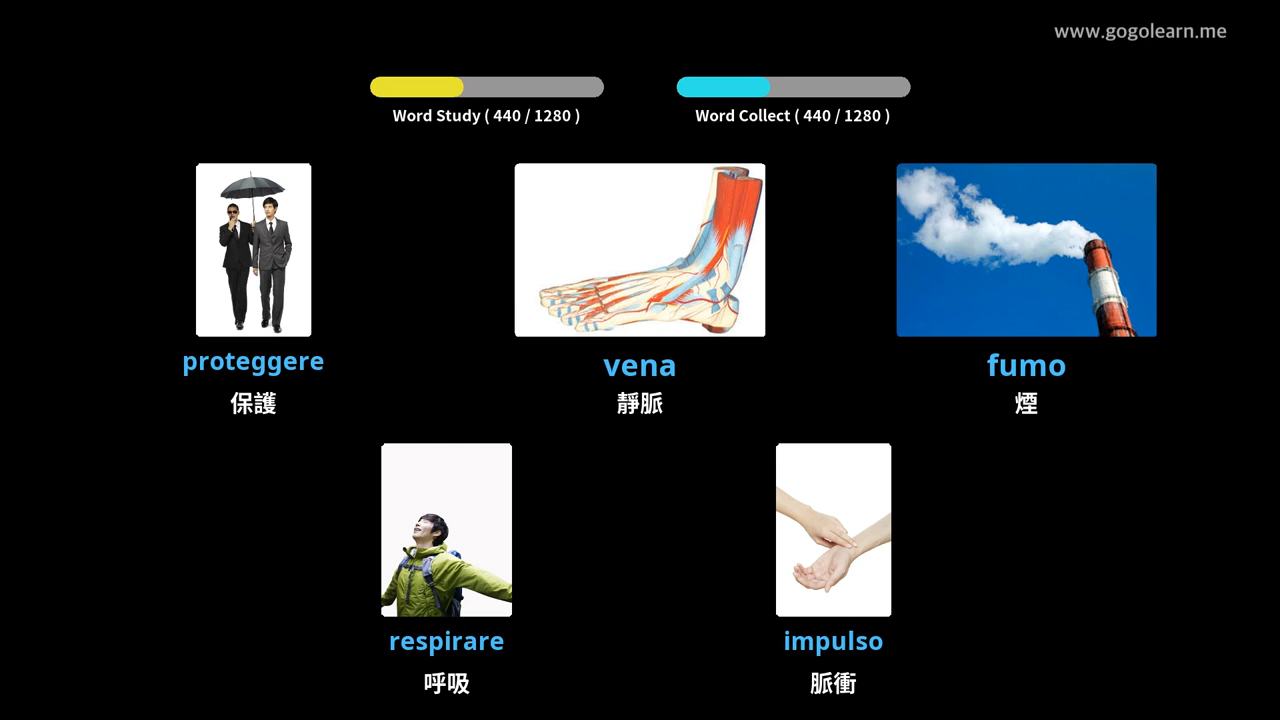 www.gogolearn.me
Word Study ( 440 / 1280 )
Word Collect ( 440 / 1280 )
proteggere
保護
vena
靜脈
fumo
煙
respirare
呼吸
impulso
脈衝